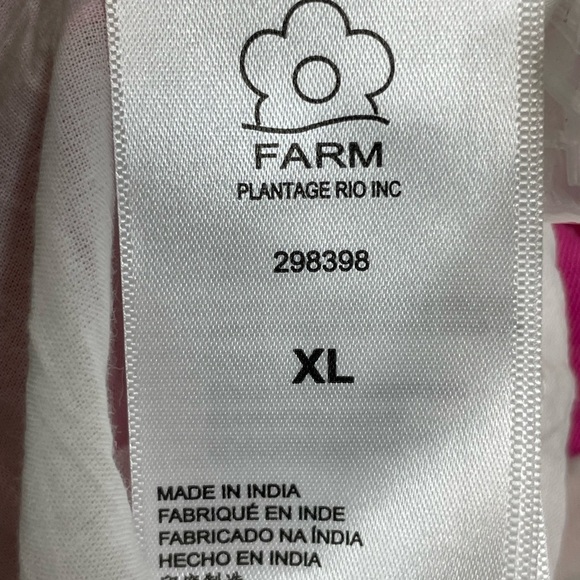 FARM
PLANTAGE RIO INC
298398
XL
MADE IN INDIA
FABRIQUÉ EN INDE
FABRICADO NA ÍNDIA
HECHO EN INDIA